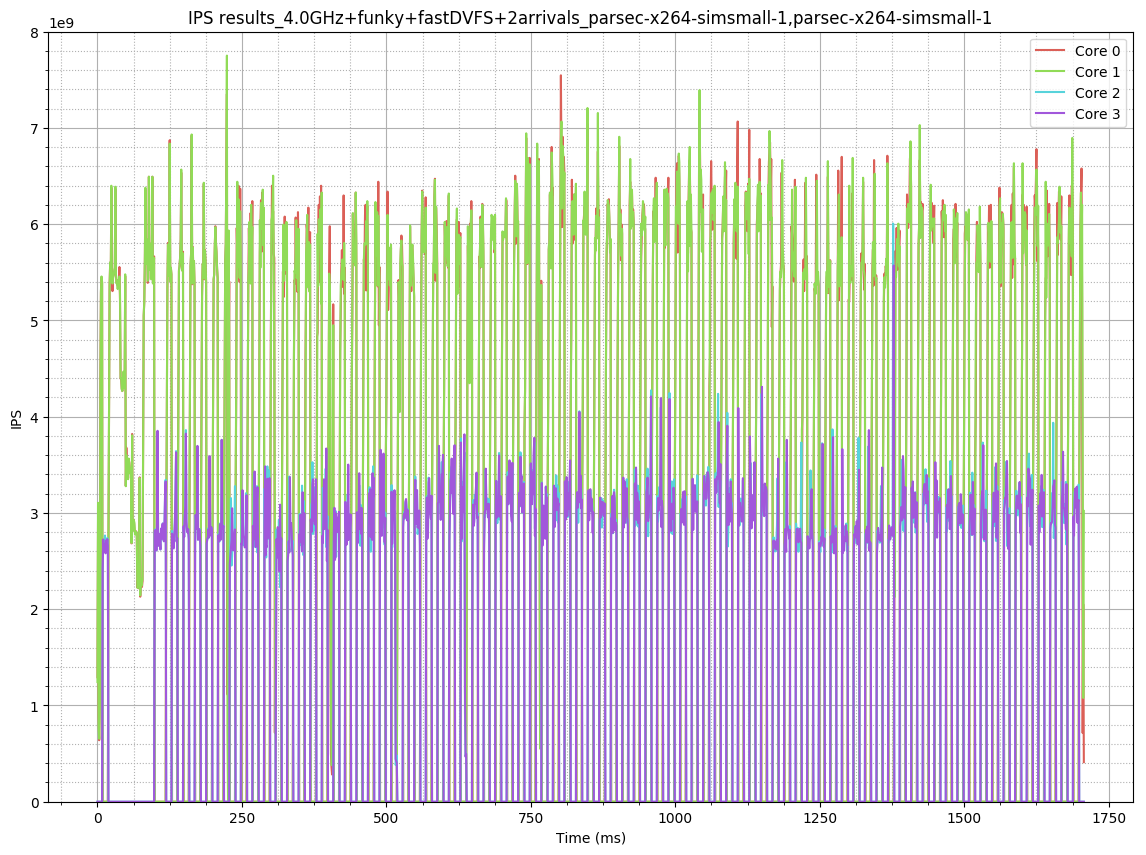 IPS results_4.0GHz+funky+fastDVFS+2arrivals_parsec-x264-simsmall-1,parsec-x264-simsmall-1
1e9
8
7
6
5
4
3
2
1
0
IPS
Core 0
Core 1
Core 2
Core 3
0
250
500
750
1000
1250
1500
1750
Time (ms)